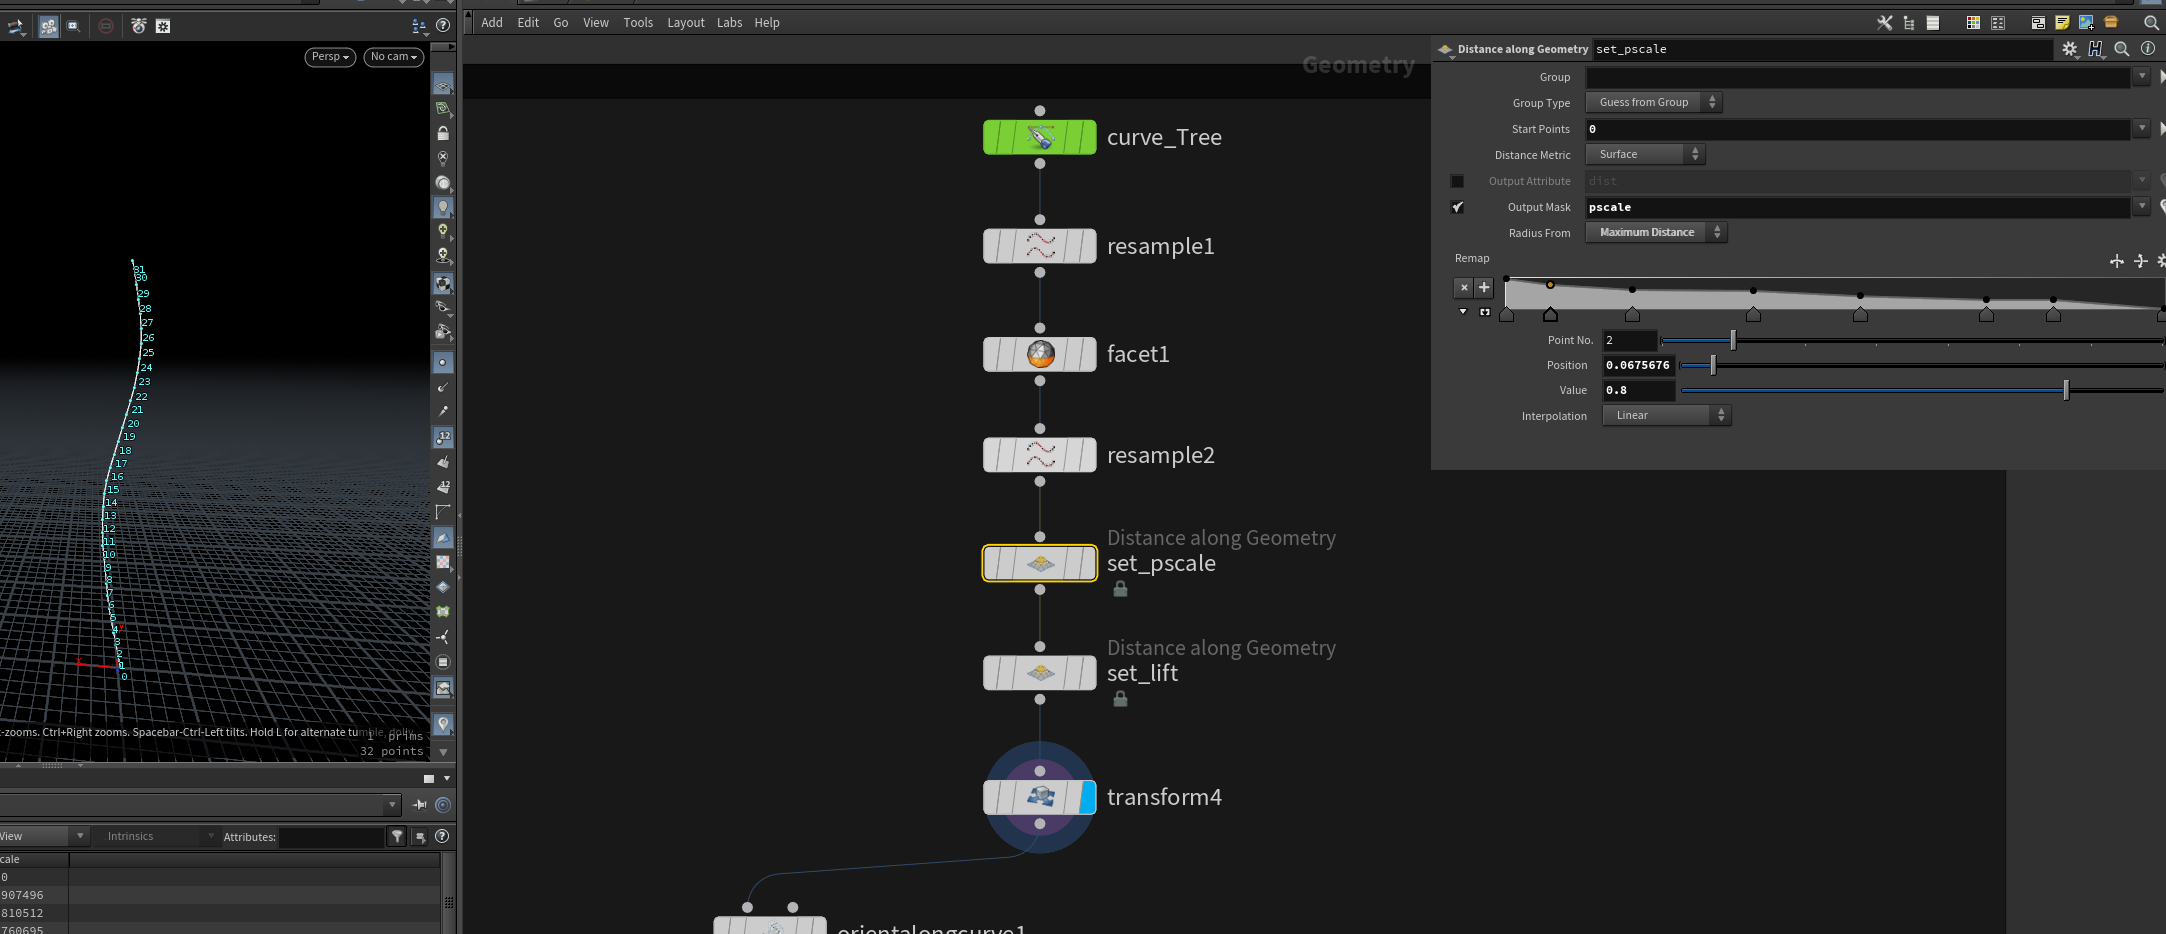 Add Edit Go View Tools Layout Labs Help
Persp
No cam
Geometry
Distance along Geometry set_pscale
Group
Group Type Guess from Group
Start Points 0
Distance Metric Surface
Output Attribute dist
Output Mask pscale
Radius From Maximum Distance
Remap
Point No. 2
Position 0.0675676
Value 0.8
Interpolation Linear
curve_Tree
resample1
facet1
resample2
Distance along Geometry
set_pscale
Distance along Geometry
set_lift
transform4
orientalongcurve1
31
30
29
28
27
26
25
24
23
22
21
20
19
18
17
16
15
14
13
12
11
10
9
8
7
6
5
4
3
2
1
0
-zooms. Ctrl+Right zooms. Spacebar-Ctrl-Left tilts. Hold L for alternate tumble, dolly
1 prims
32 points
View Intrinsics Attributes:
cale
0
907496
810512
760695
12
12